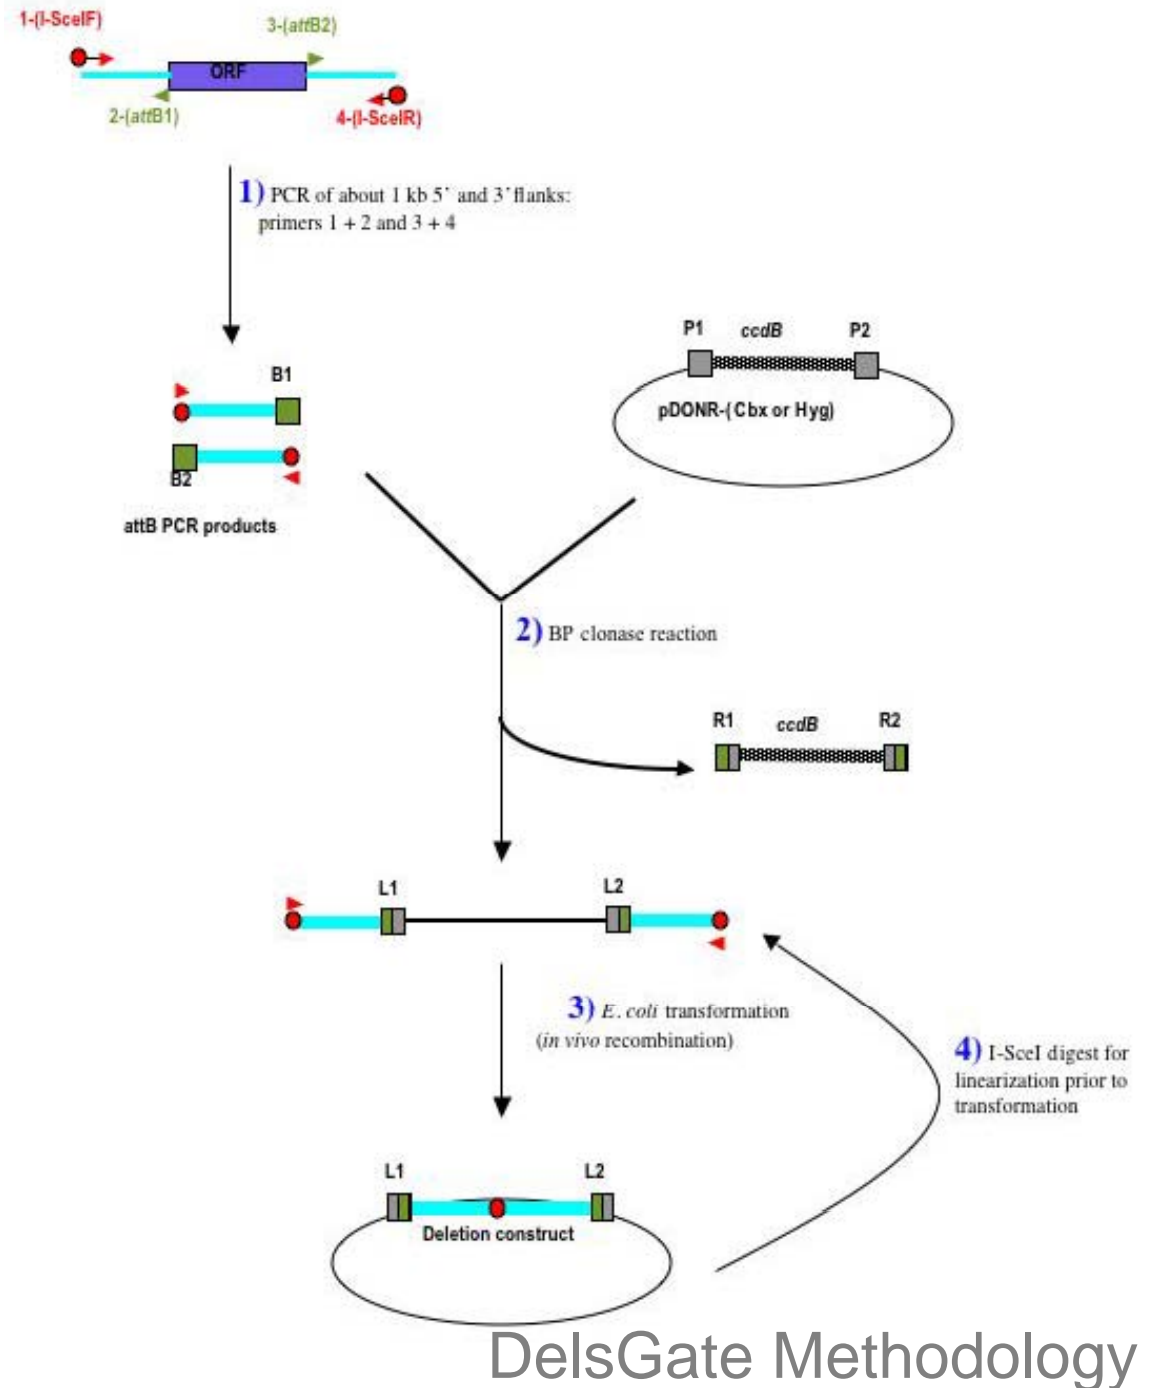 1-(I-SceIF)
3-(attB2)
ORF
2-(attB1)
4-(I-SceIR)
1) PCR of about 1 kb 5' and 3' flanks:
primers 1 + 2 and 3 + 4
P1 ccdB P2
pDONR-(Cbx or Hyg)
B1
B2
attB PCR products
2) BP clonase reaction
R1 ccdB R2
L1 L2
3) E. coli transformation
(in vivo recombination)
4) I-SceI digest for
linearization prior to
transformation
L1 L2
Deletion construct
DelsGate Methodology